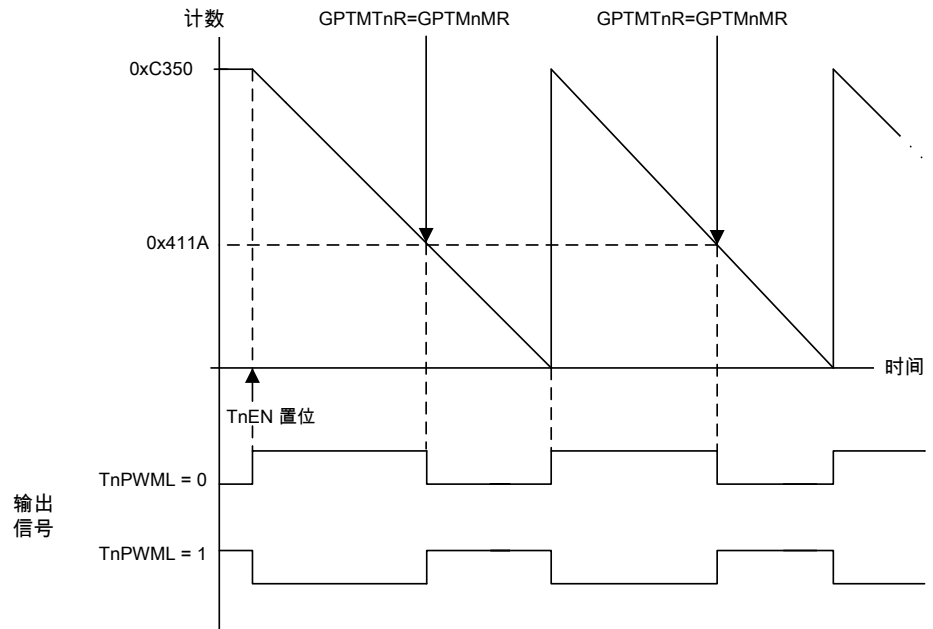 计数
GPTMTnR=GPTMnMR
GPTMTnR=GPTMnMR
0xC350
0x411A
时间
TnEN 置位
TnPWML = 0
输出
信号
TnPWML = 1